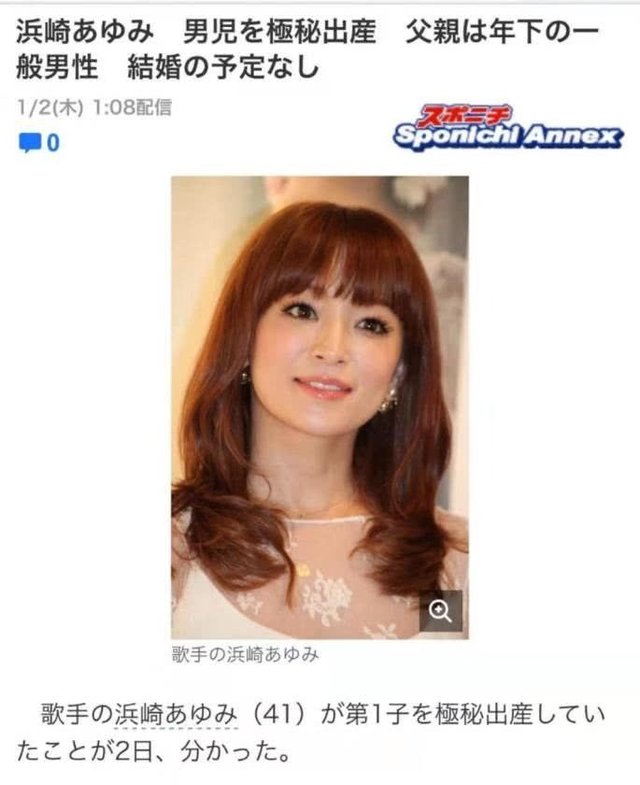 浜崎あゆみ　男児を極秘出産　父親は年下の一
般男性　結婚の予定なし
1/2(木) 1:08配信
0
スポニチ
Sponichi Annex
歌手の浜崎あゆみ
歌手の浜崎あゆみ（41）が第1子を極秘出産してい
たことが2日、分かった。